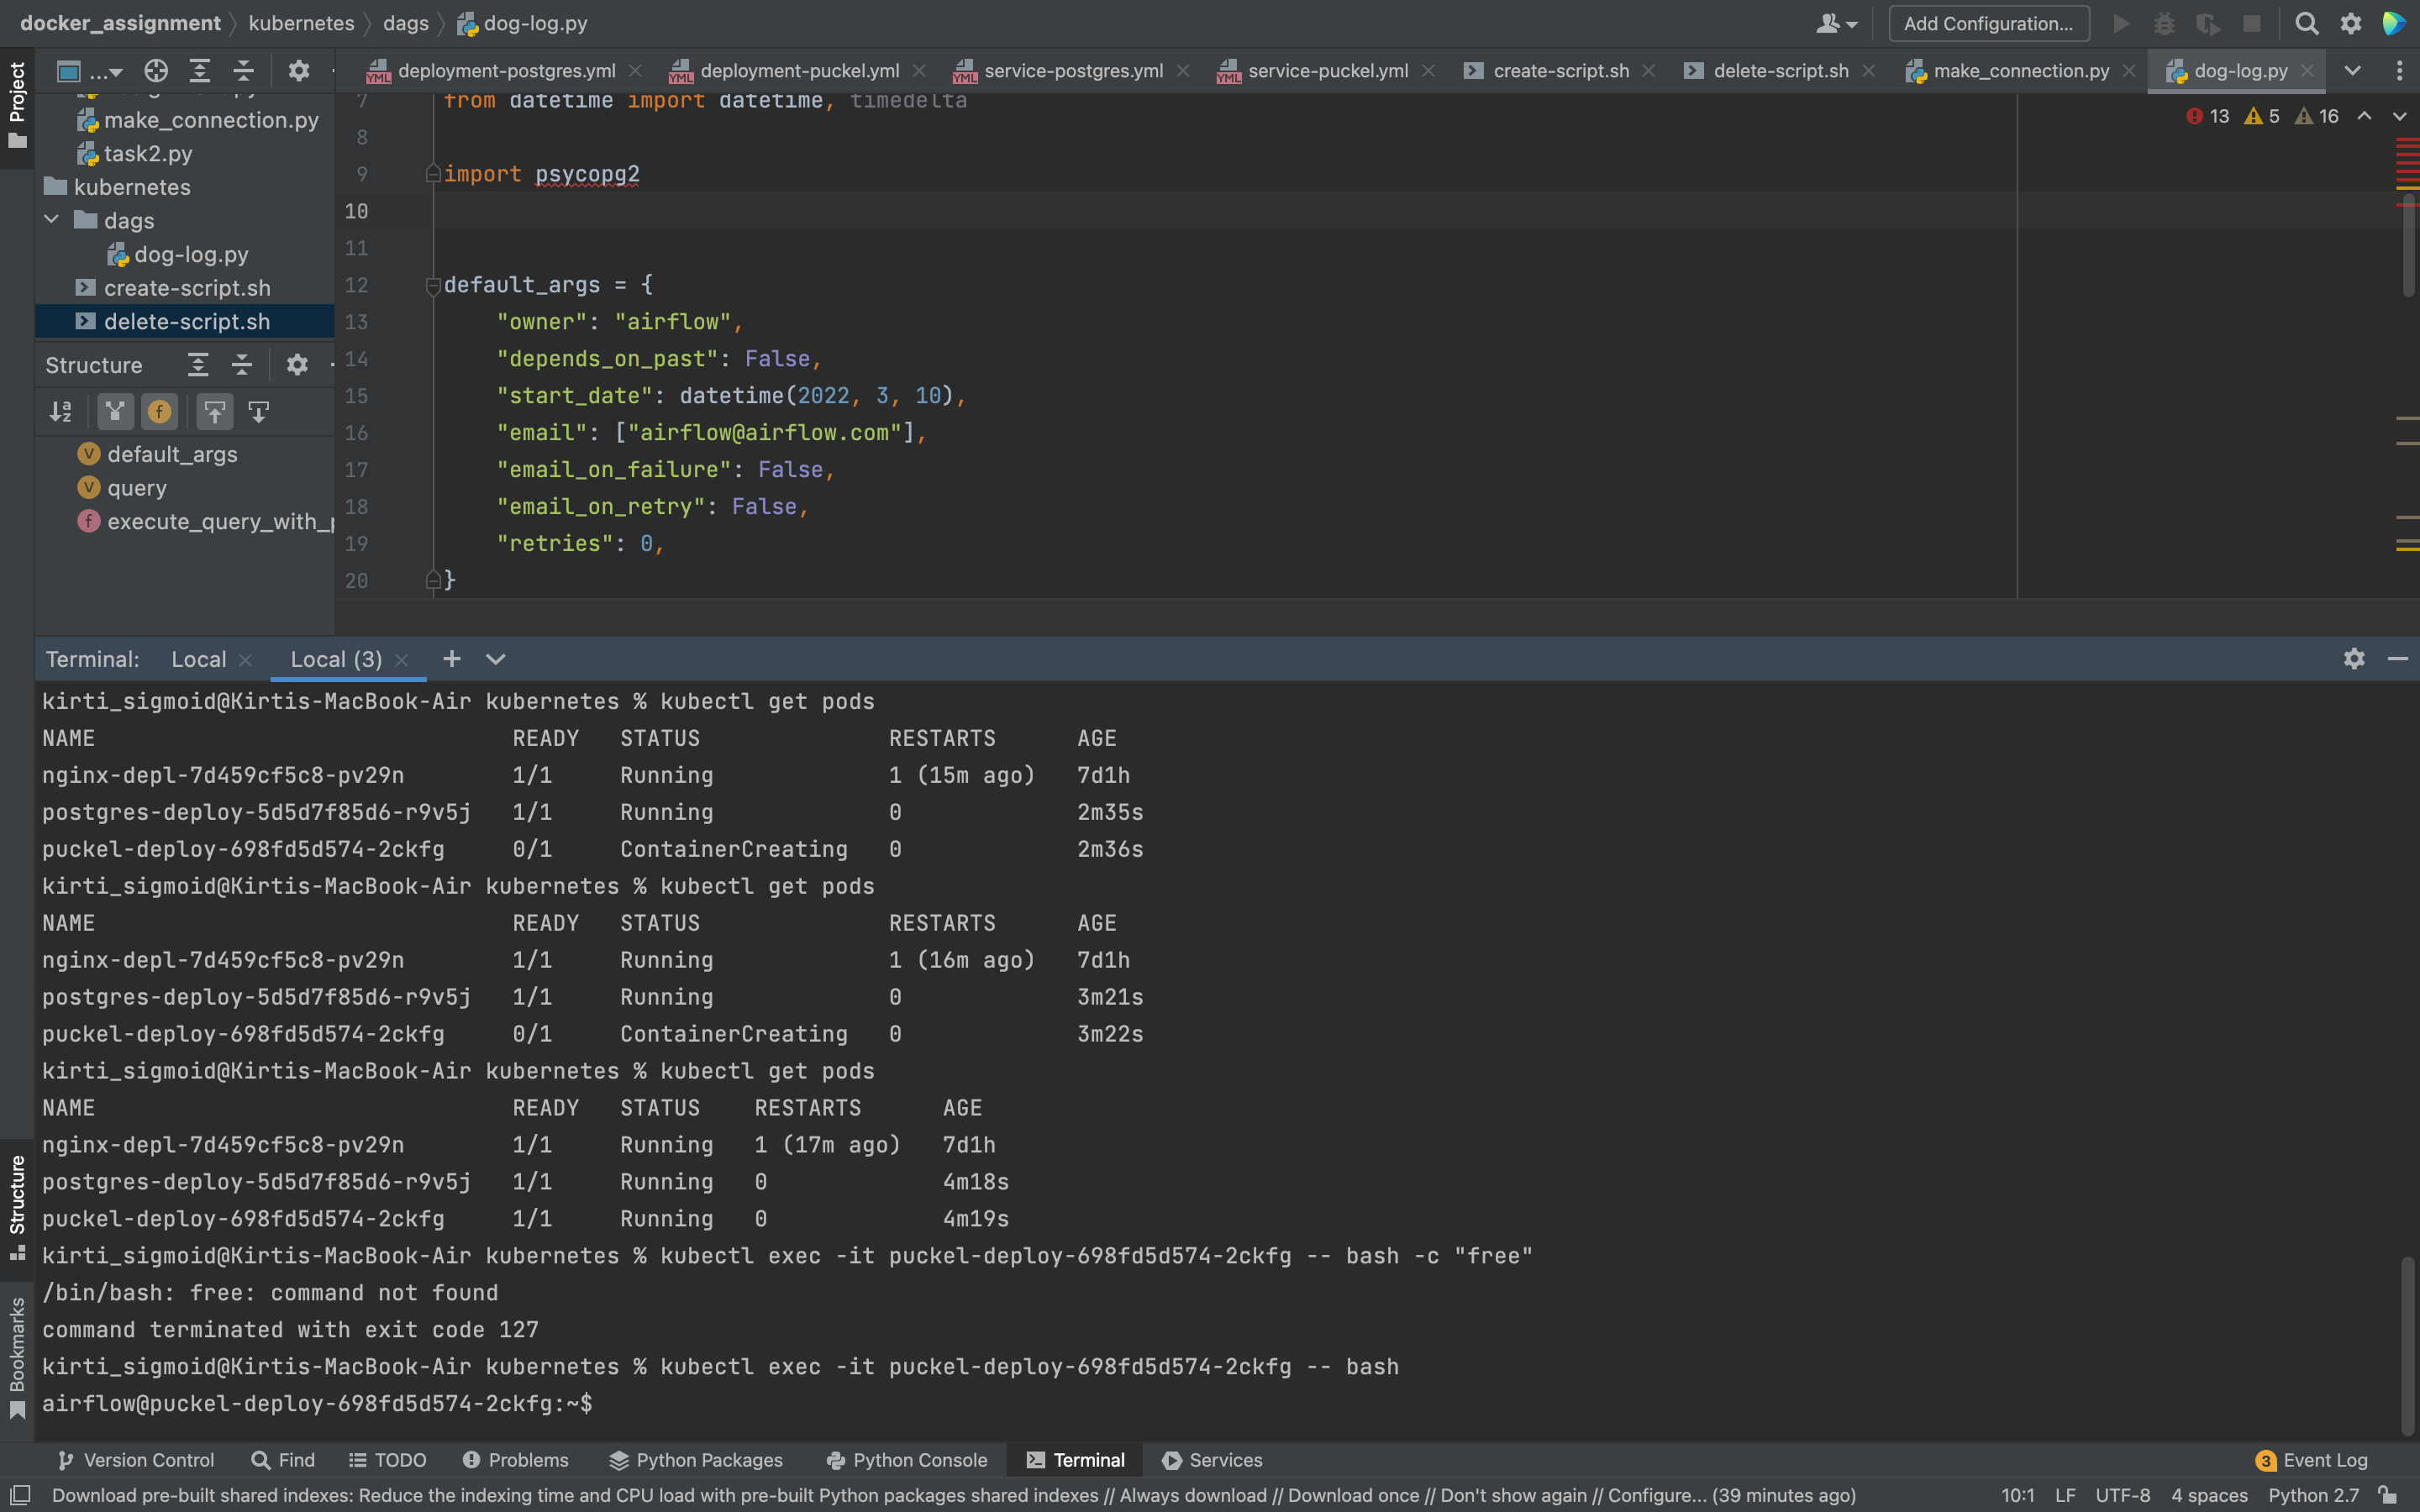 docker_assignment kubernetes dags dog-log.py
Add Configuration...
Project
...
deployment-postgres.yml
deployment-puckel.yml
service-postgres.yml
service-puckel.yml
create-script.sh
delete-script.sh
make_connection.py
dog-log.py
make_connection.py
task2.py
kubernetes
dags
dog-log.py
create-script.sh
delete-script.sh
Structure
default_args
query
execute_query_with_
13 5 16
7 from datetime import datetime, timedelta
8
9 import psycopg2
10
11
12 default_args = {
13 "owner": "airflow",
14 "depends_on_past": False,
15 "start_date": datetime(2022, 3, 10),
16 "email": ["airflow@airflow.com"],
17 "email_on_failure": False,
18 "email_on_retry": False,
19 "retries": 0,
20 }
Terminal: Local Local (3)
kirti_sigmoid@Kirtis-MacBook-Air kubernetes % kubectl get pods
NAME READY STATUS RESTARTS AGE
nginx-depl-7d459cf5c8-pv29n 1/1 Running 1 (15m ago) 7d1h
postgres-deploy-5d5d7f85d6-r9v5j 1/1 Running 0 2m35s
puckel-deploy-698fd5d574-2ckfg 0/1 ContainerCreating 0 2m36s
kirti_sigmoid@Kirtis-MacBook-Air kubernetes % kubectl get pods
NAME READY STATUS RESTARTS AGE
nginx-depl-7d459cf5c8-pv29n 1/1 Running 1 (16m ago) 7d1h
postgres-deploy-5d5d7f85d6-r9v5j 1/1 Running 0 3m21s
puckel-deploy-698fd5d574-2ckfg 0/1 ContainerCreating 0 3m22s
kirti_sigmoid@Kirtis-MacBook-Air kubernetes % kubectl get pods
NAME READY STATUS RESTARTS AGE
nginx-depl-7d459cf5c8-pv29n 1/1 Running 1 (17m ago) 7d1h
postgres-deploy-5d5d7f85d6-r9v5j 1/1 Running 0 4m18s
puckel-deploy-698fd5d574-2ckfg 1/1 Running 0 4m19s
kirti_sigmoid@Kirtis-MacBook-Air kubernetes % kubectl exec -it puckel-deploy-698fd5d574-2ckfg -- bash -c "free"
/bin/bash: free: command not found
command terminated with exit code 127
kirti_sigmoid@Kirtis-MacBook-Air kubernetes % kubectl exec -it puckel-deploy-698fd5d574-2ckfg -- bash
airflow@puckel-deploy-698fd5d574-2ckfg:~$
Structure
Bookmarks
Version Control Find TODO Problems Python Packages Python Console Terminal Services 3 Event Log
Download pre-built shared indexes: Reduce the indexing time and CPU load with pre-built Python packages shared indexes // Always download // Download once // Don't show again // Configure... (39 minutes ago) 10:1 LF UTF-8 4 spaces Python 2.7